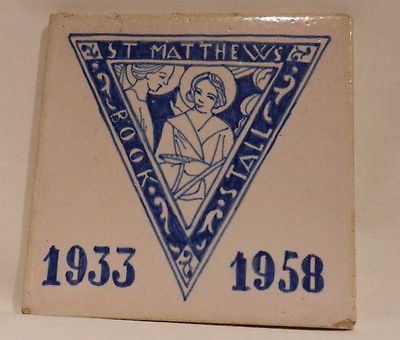 ST MATTHEWS
BOOK · STALL
1933 1958